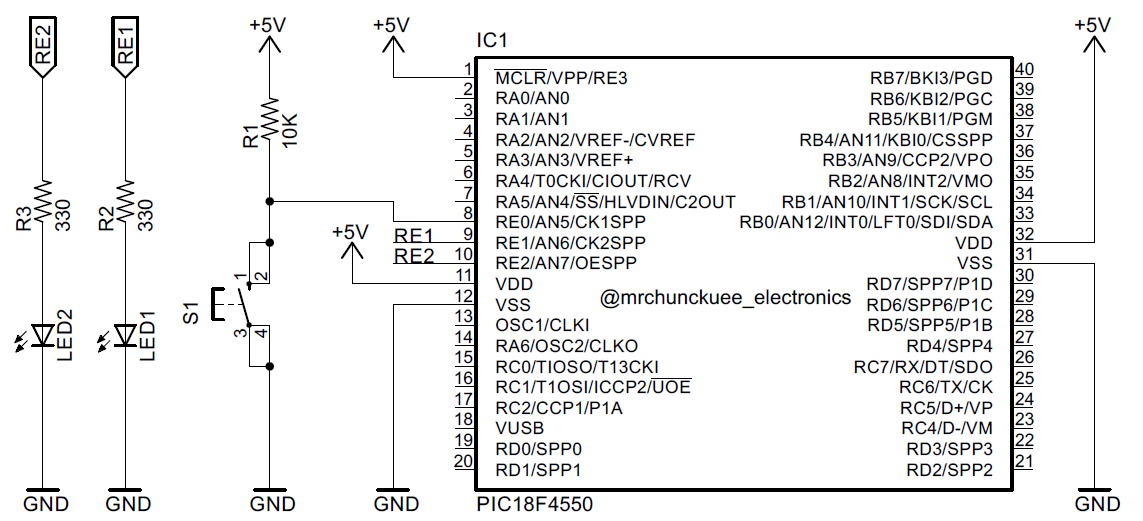 RE2
RE1
+5V
+5V
+5V
IC1
1
MCLR/VPP/RE3
RB7/BKI3/PGD
40
2
RA0/AN0
RB6/KBI2/PGC
39
3
RA1/AN1
RB5/KBI1/PGM
38
4
RA2/AN2/VREF-/CVREF
RB4/AN11/KBI0/CSSPP
37
5
RA3/AN3/VREF+
RB3/AN9/CCP2/VPO
36
6
RA4/T0CKI/CIOUT/RCV
RB2/AN8/INT2/VMO
35
7
RA5/AN4/SS/HLVDIN/C2OUT
RB1/AN10/INT1/SCK/SCL
34
8
RE0/AN5/CK1SPP
RB0/AN12/INT0/LFT0/SDI/SDA
33
RE1
9
RE1/AN6/CK2SPP
VDD
32
RE2
10
RE2/AN7/OESPP
VSS
31
+5V
11
VDD
RD7/SPP7/P1D
30
12
VSS
@mrchunckuee_electronics
RD6/SPP6/P1C
29
13
OSC1/CLKI
RD5/SPP5/P1B
28
14
RA6/OSC2/CLKO
RD4/SPP4
27
15
RC0/TIOSO/T13CKI
RC7/RX/DT/SDO
26
16
RC1/T1OSI/ICCP2/UOE
RC6/TX/CK
25
17
RC2/CCP1/P1A
RC5/D+/VP
24
18
VUSB
RC4/D-/VM
23
19
RD0/SPP0
RD3/SPP3
22
20
RD1/SPP1
RD2/SPP2
21
R1
10K
R3
330
R2
330
1
2
S1
3
4
LED2
LED1
GND
GND
GND
GND
PIC18F4550
GND